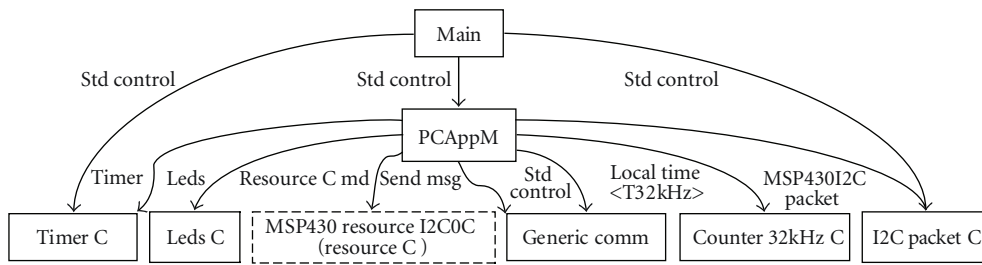 Main
Std control
Std control
Std control
PCAppM
Timer
Leds
Resource C md
Send msg
Std
control
Local time
<T32kHz>
MSP430I2C
packet
Timer C
Leds C
MSP430 resource I2C0C
(resource C )
Generic comm
Counter 32kHz C
I2C packet C